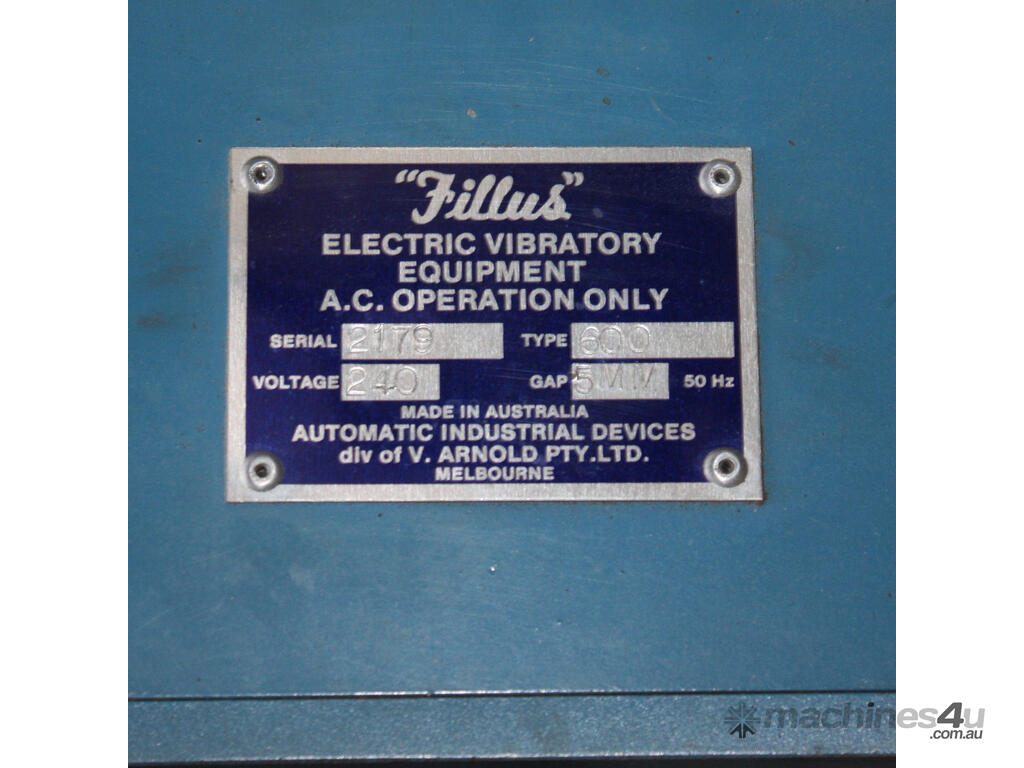 "Fillus"
ELECTRIC VIBRATORY
EQUIPMENT
A.C. OPERATION ONLY
SERIAL 2179 TYPE 600
VOLTAGE 240 GAP 5MM 50 Hz
MADE IN AUSTRALIA
AUTOMATIC INDUSTRIAL DEVICES
div of V. ARNOLD PTY.LTD.
MELBOURNE
machines4u
.com.au